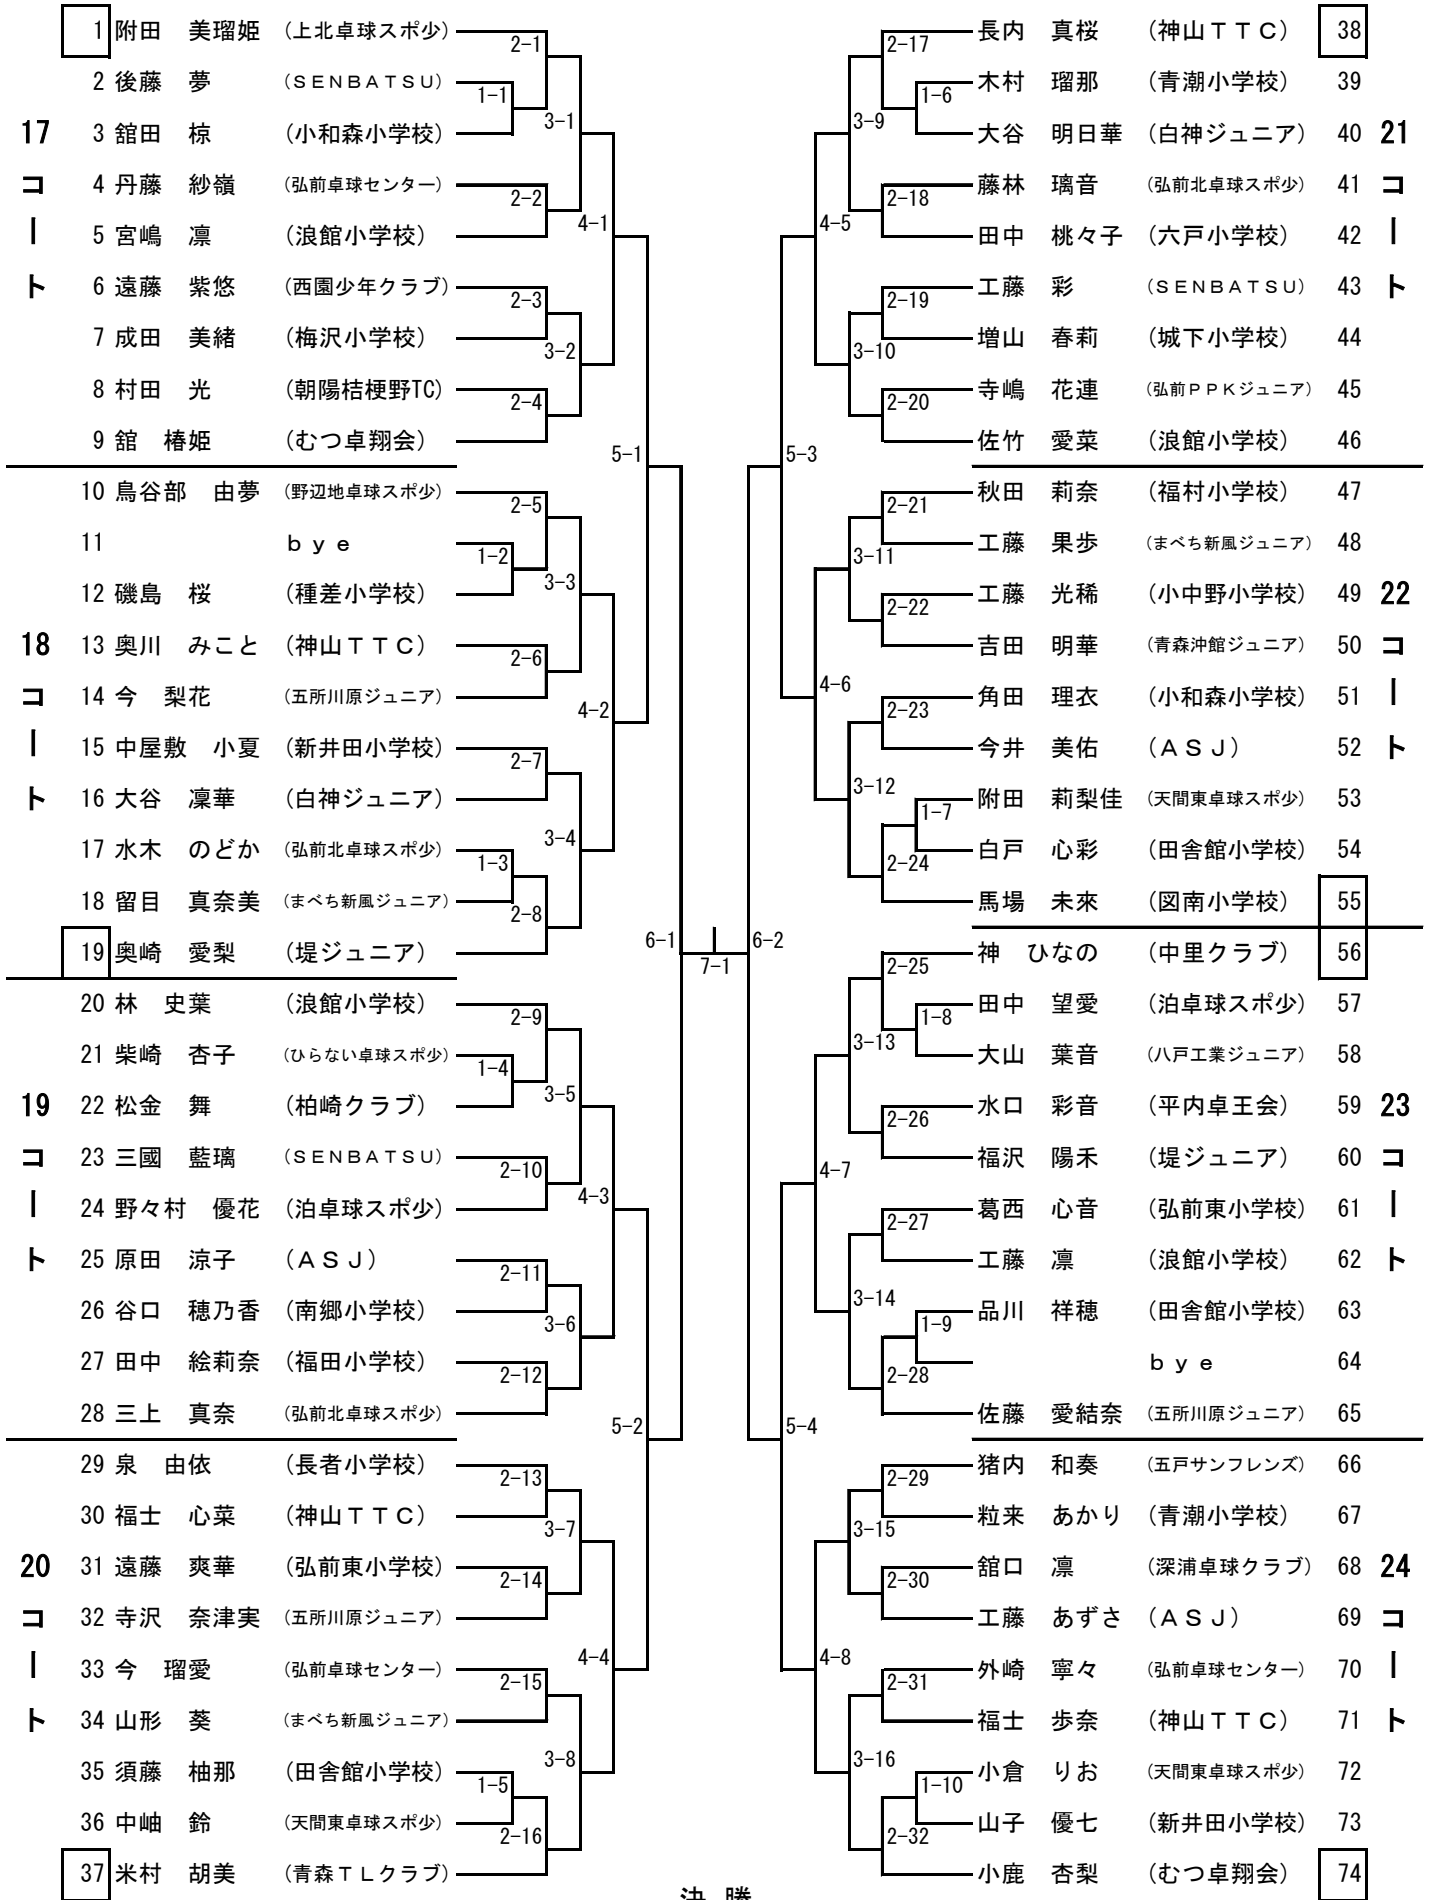 1 附田 美瑠姫 (上北卓球スポ少)
2 後藤 夢 (ＳＥＮＢＡＴＳＵ)
3 舘田 椋 (小和森小学校)
4 丹藤 紗嶺 (弘前卓球センター)
5 宮嶋 凛 (浪館小学校)
6 遠藤 紫悠 (西園少年クラブ)
7 成田 美緒 (梅沢小学校)
8 村田 光 (朝陽桔梗野TC)
9 舘 椿姫 (むつ卓翔会)
17コート
2-1
1-1
3-1
2-2
4-1
2-3
3-2
2-4
5-1
10 鳥谷部 由夢 (野辺地卓球スポ少)
11 ｂｙｅ
12 磯島 桜 (種差小学校)
13 奥川 みこと (神山ＴＴＣ)
14 今 梨花 (五所川原ジュニア)
15 中屋敷 小夏 (新井田小学校)
16 大谷 凜華 (白神ジュニア)
17 水木 のどか (弘前北卓球スポ少)
18 留目 真奈美 (まべち新風ジュニア)
19 奥崎 愛梨 (堤ジュニア)
18コート
2-5
1-2
3-3
2-6
4-2
2-7
3-4
1-3
2-8
6-1
20 林 史葉 (浪館小学校)
21 柴崎 杏子 (ひらない卓球スポ少)
22 松金 舞 (柏崎クラブ)
23 三國 藍璃 (ＳＥＮＢＡＴＳＵ)
24 野々村 優花 (泊卓球スポ少)
25 原田 涼子 (ＡＳＪ)
26 谷口 穂乃香 (南郷小学校)
27 田中 絵莉奈 (福田小学校)
28 三上 真奈 (弘前北卓球スポ少)
19コート
2-9
1-4
3-5
2-10
4-3
2-11
3-6
2-12
5-2
29 泉 由依 (長者小学校)
30 福士 心菜 (神山ＴＴＣ)
31 遠藤 爽華 (弘前東小学校)
32 寺沢 奈津実 (五所川原ジュニア)
33 今 瑠愛 (弘前卓球センター)
34 山形 葵 (まべち新風ジュニア)
35 須藤 柚那 (田舎館小学校)
36 中岫 鈴 (天間東卓球スポ少)
37 米村 胡美 (青森ＴＬクラブ)
20コート
2-13
3-7
2-14
4-4
2-15
3-8
1-5
2-16
7-1
長内 真桜 (神山ＴＴＣ) 38
木村 瑠那 (青潮小学校) 39
大谷 明日華 (白神ジュニア) 40
藤林 璃音 (弘前北卓球スポ少) 41
田中 桃々子 (六戸小学校) 42
工藤 彩 (ＳＥＮＢＡＴＳＵ) 43
増山 春莉 (城下小学校) 44
寺嶋 花連 (弘前ＰＰＫジュニア) 45
佐竹 愛菜 (浪館小学校) 46
21コート
2-17
1-6
3-9
2-18
4-5
2-19
3-10
2-20
5-3
秋田 莉奈 (福村小学校) 47
工藤 果歩 (まべち新風ジュニア) 48
工藤 光稀 (小中野小学校) 49
吉田 明華 (青森沖館ジュニア) 50
角田 理衣 (小和森小学校) 51
今井 美佑 (ＡＳＪ) 52
附田 莉梨佳 (天間東卓球スポ少) 53
白戸 心彩 (田舎館小学校) 54
馬場 未來 (図南小学校) 55
22コート
2-21
3-11
2-22
4-6
2-23
3-12
1-7
2-24
6-2
神 ひなの (中里クラブ) 56
田中 望愛 (泊卓球スポ少) 57
大山 葉音 (八戸工業ジュニア) 58
水口 彩音 (平内卓王会) 59
福沢 陽禾 (堤ジュニア) 60
葛西 心音 (弘前東小学校) 61
工藤 凛 (浪館小学校) 62
品川 祥穂 (田舎館小学校) 63
ｂｙｅ 64
佐藤 愛結奈 (五所川原ジュニア) 65
23コート
2-25
1-8
3-13
2-26
4-7
2-27
3-14
1-9
2-28
5-4
猪内 和奏 (五戸サンフレンズ) 66
粒来 あかり (青潮小学校) 67
舘口 凛 (深浦卓球クラブ) 68
工藤 あずさ (ＡＳＪ) 69
外崎 寧々 (弘前卓球センター) 70
福士 歩奈 (神山ＴＴＣ) 71
小倉 りお (天間東卓球スポ少) 72
山子 優七 (新井田小学校) 73
小鹿 杏梨 (むつ卓翔会) 74
24コート
2-29
3-15
2-30
4-8
2-31
3-16
1-10
2-32
決 勝